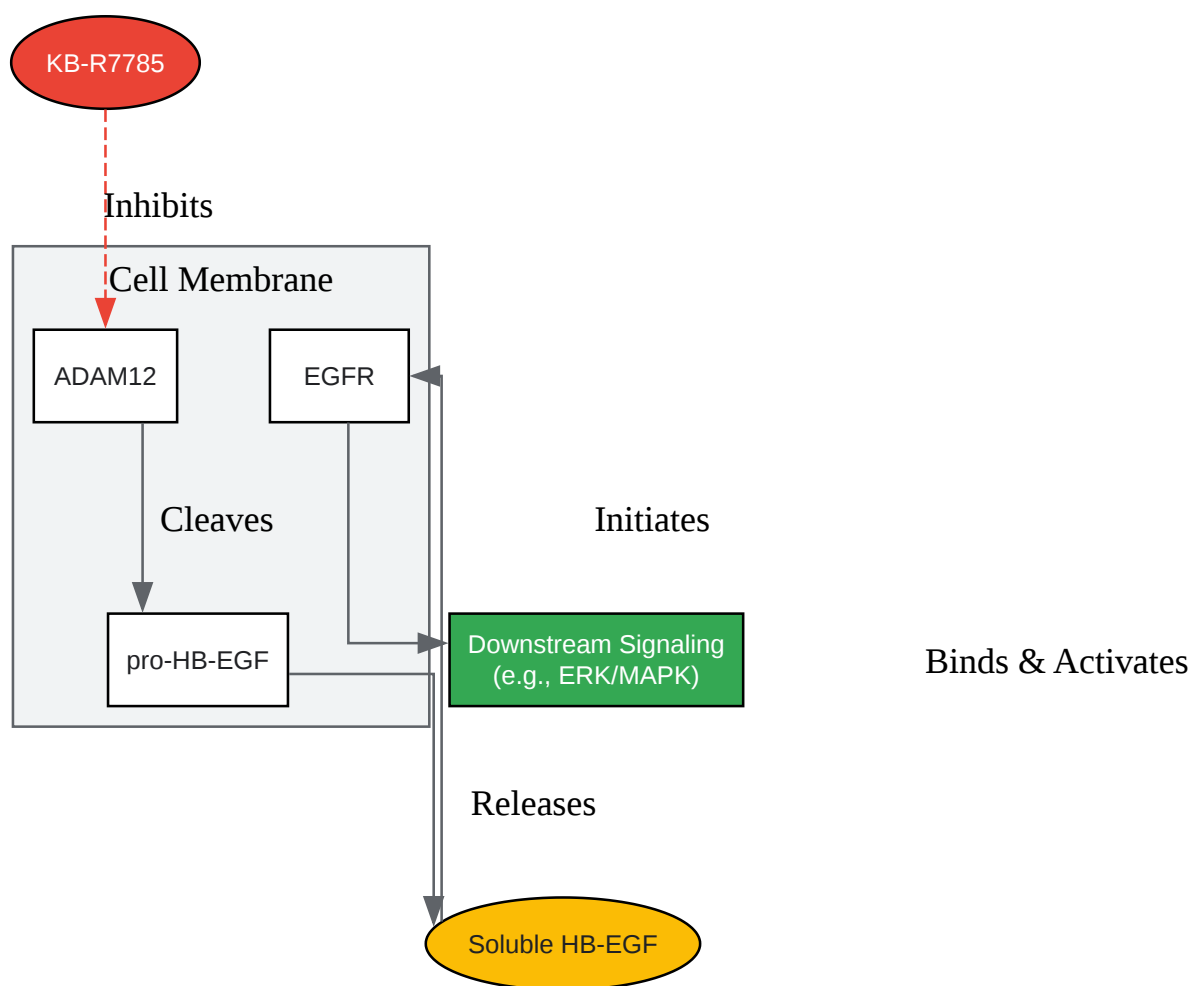 KB-R7785
Inhibits
Cell Membrane
ADAM12
EGFR
Cleaves
Initiates
pro-HB-EGF
Downstream Signaling
(e.g., ERK/MAPK)
Binds & Activates
Releases
Soluble HB-EGF